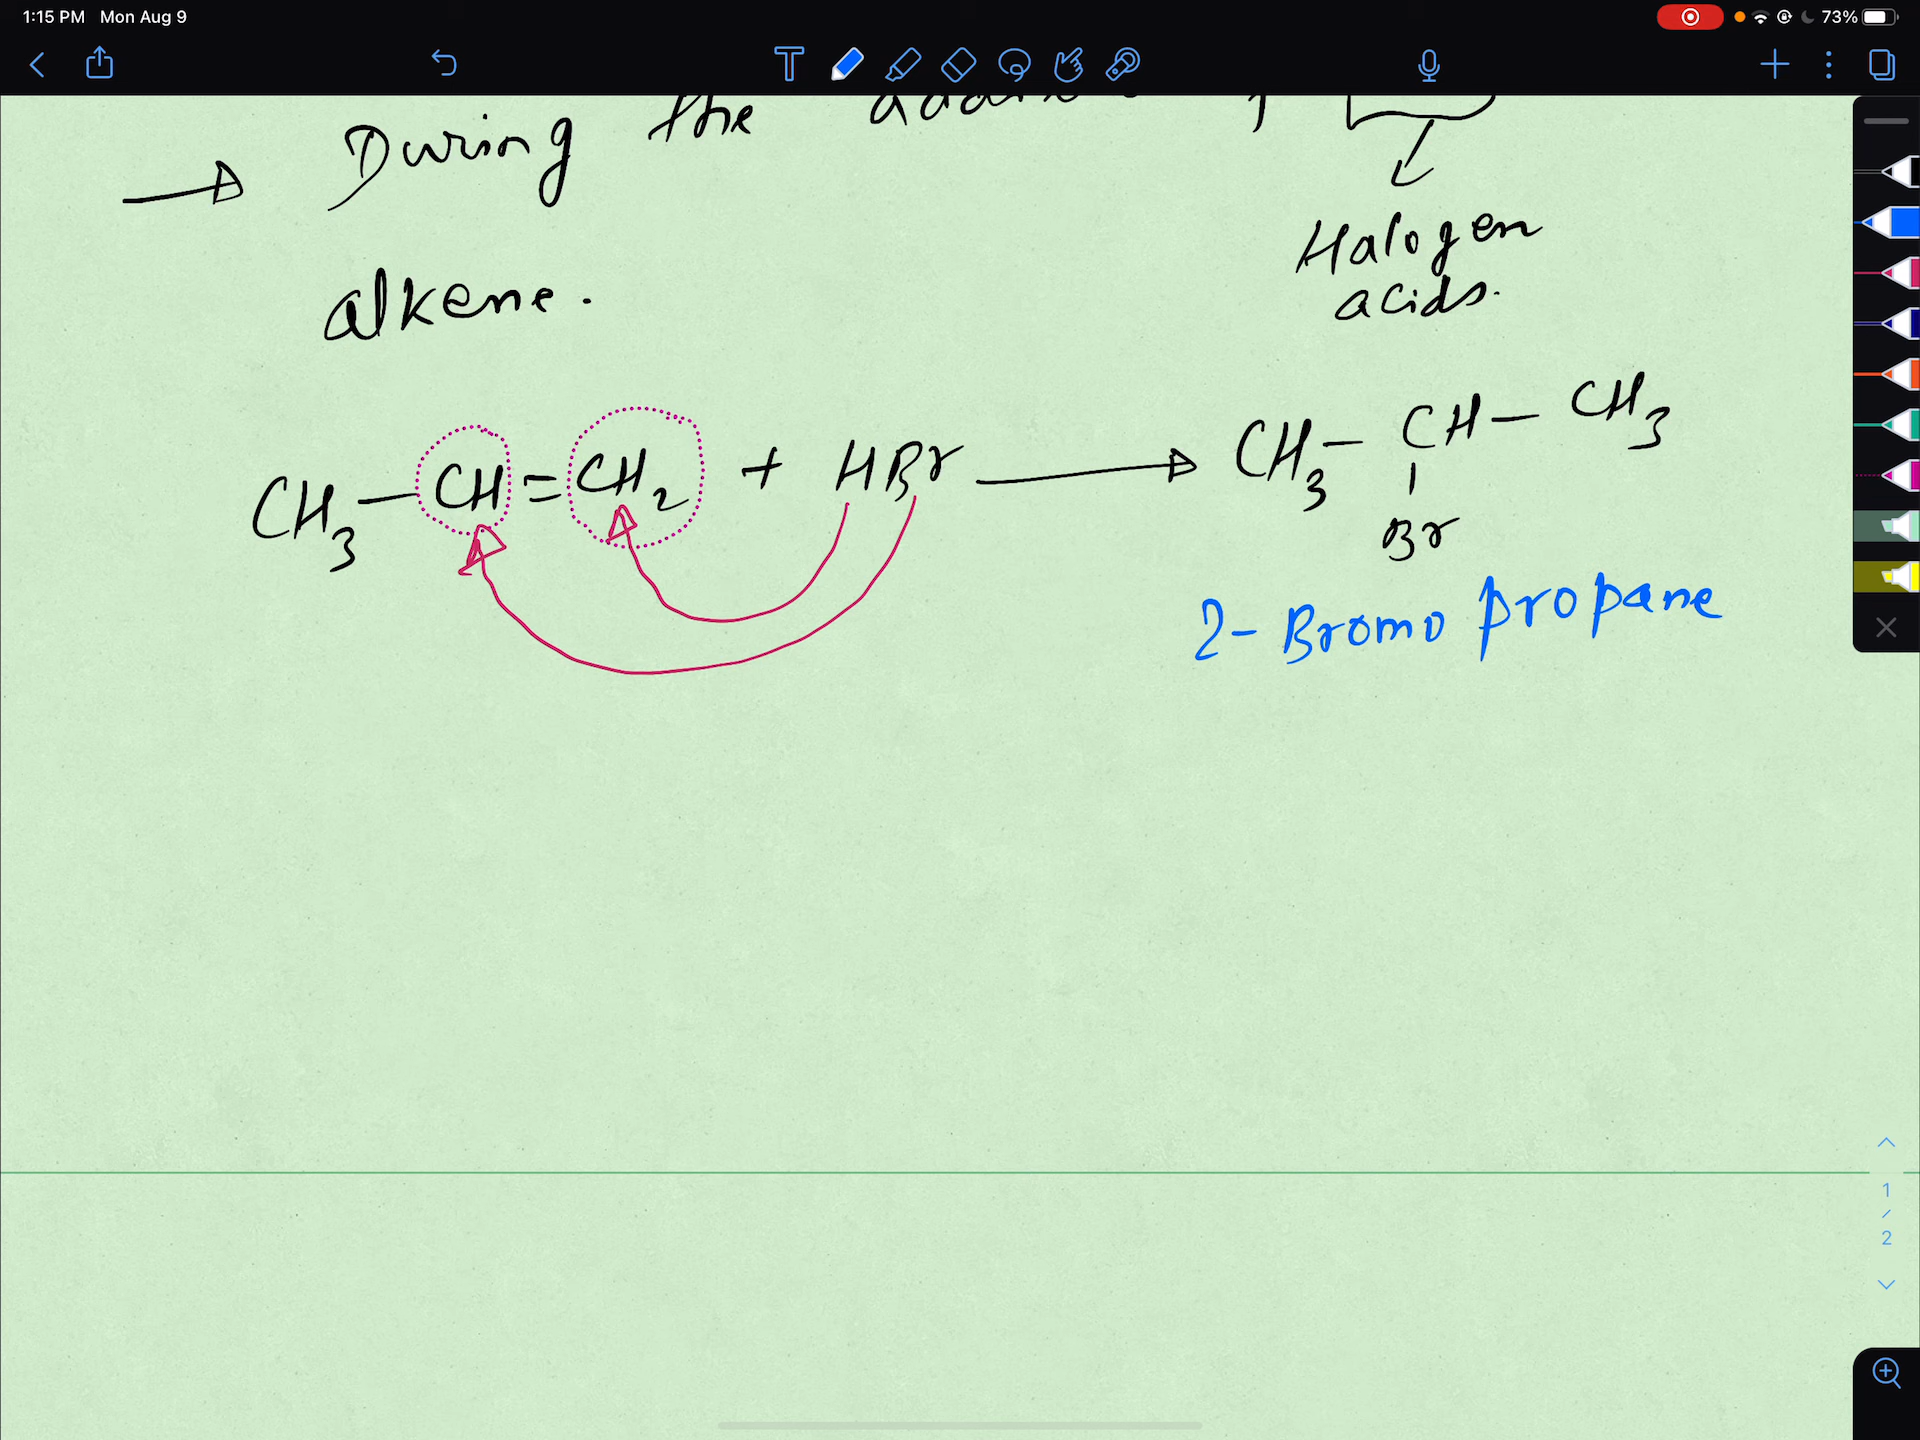 1:15 PM Mon Aug 9
73%
→ During the
Halogen
acids.
alkene.
CH₃—CH=CH₂ + HBr → CH₃—CH—CH₃
Br
2-Bromo propane
1
/
2